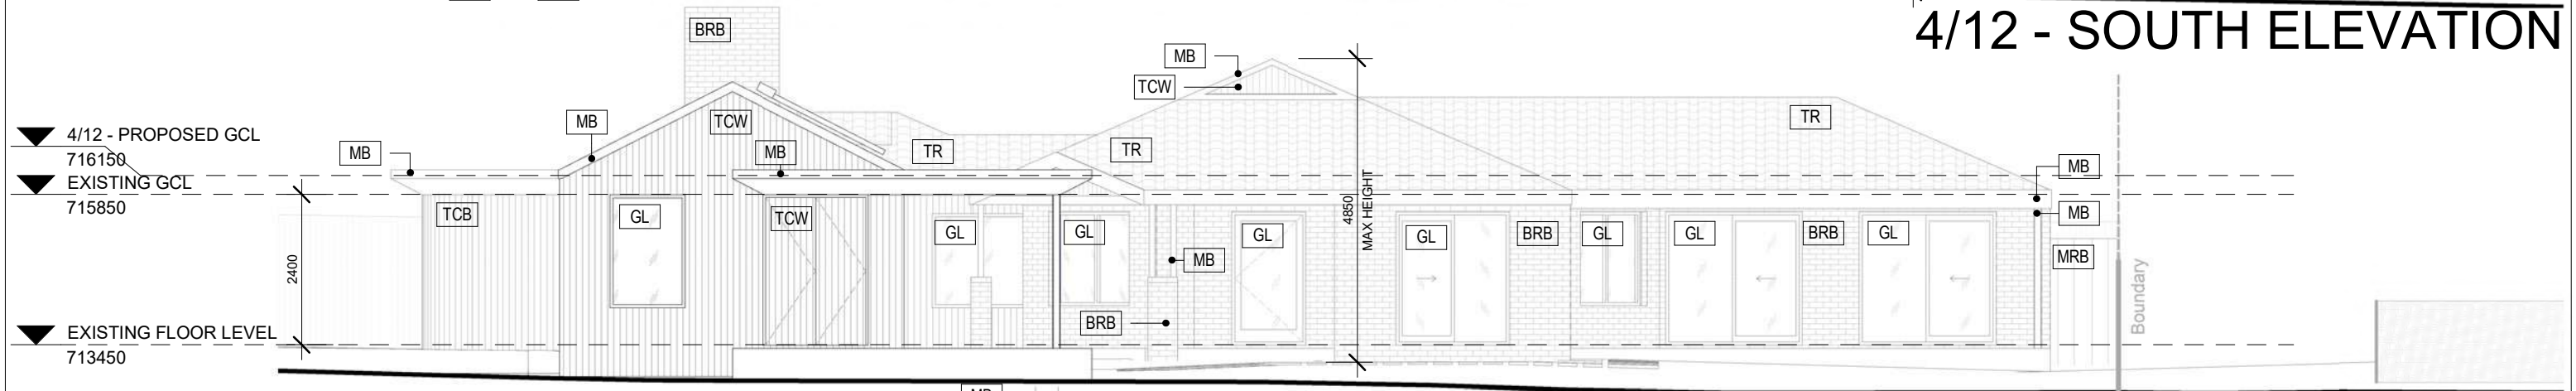 4/12 - SOUTH ELEVATION
BRB
MB
TCW
4/12 - PROPOSED GCL
716150
EXISTING GCL
715850
MB
MB
TCW
MB
TR
TR
TR
MB
MB
TCB
GL
TCW
GL
GL
GL
GL
BRB
GL
GL
BRB
GL
MB
MRB
BRB
2400
4850
MAX HEIGHT
Boundary
EXISTING FLOOR LEVEL
713450